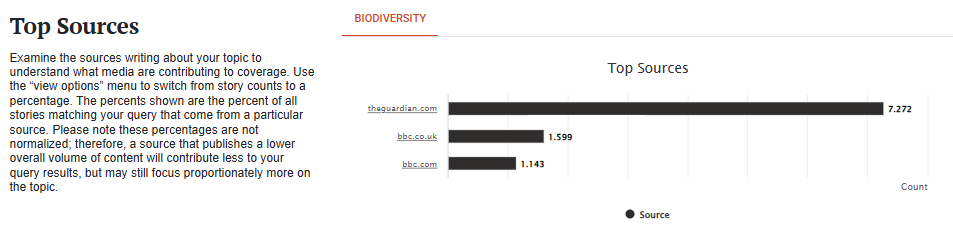 Top Sources
Examine the sources writing about your topic to
understand what media are contributing to coverage. Use
the “view options” menu to switch from story counts to a
percentage. The percents shown are the percent of all
stories matching your query that come from a particular
source. Please note these percentages are not
normalized; therefore, a source that publishes a lower
overall volume of content will contribute less to your
query results, but may still focus proportionately more on
the topic.
BIODIVERSITY
Top Sources
theguardian.com 7.272
bbc.co.uk 1.599
bbc.com 1.143
Count
Source